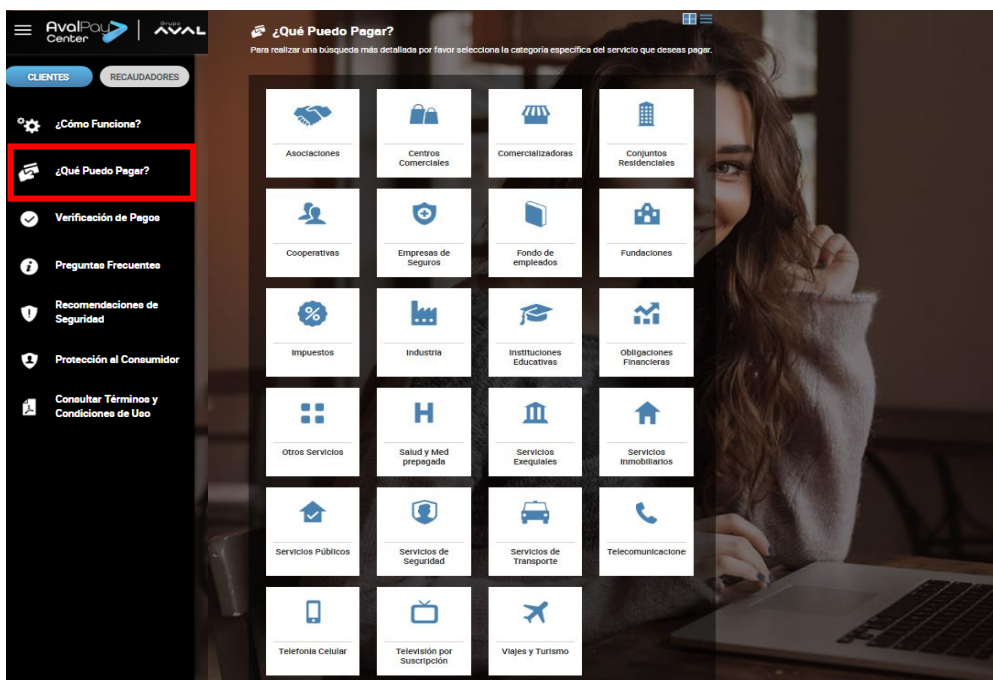 AvalPay
Center
Grupo
AVAL
CLIENTES
RECAUDADORES
¿Cómo Funciona?
¿Qué Puedo Pagar?
Verificación de Pagos
Preguntas Frecuentes
Recomendaciones de
Seguridad
Protección al Consumidor
Consultar Términos y
Condiciones de Uso
¿Qué Puedo Pagar?
Para realizar una búsqueda más detallada por favor selecciona la categoría específica del servicio que deseas pagar.
Asociaciones
Centros
Comerciales
Comercializadoras
Conjuntos
Residenciales
Cooperativas
Empresas de
Seguros
Fondo de
empleados
Fundaciones
Impuestos
Industria
Instituciones
Educativas
Obligaciones
Financieras
Otros Servicios
Salud y Med
prepagada
Servicios
Exequiales
Servicios
Inmobiliarios
Servicios Públicos
Servicios de
Seguridad
Servicios de
Transporte
Telecomunicacione
Telefonía Celular
Televisión por
Suscripción
Viajes y Turismo